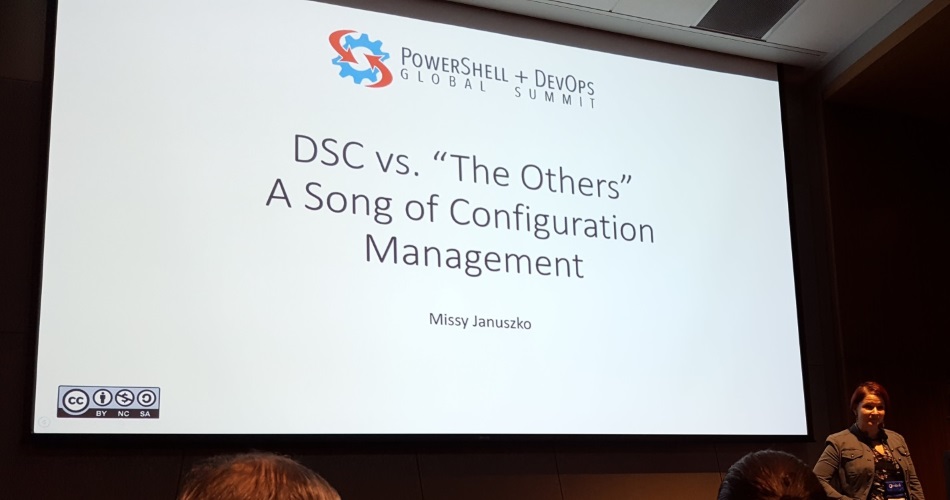 POWERSHELL + DEVOPS
GLOBAL SUMMIT
DSC vs. “The Others”
A Song of Configuration
Management
Missy Januszko
cc
BY NC SA